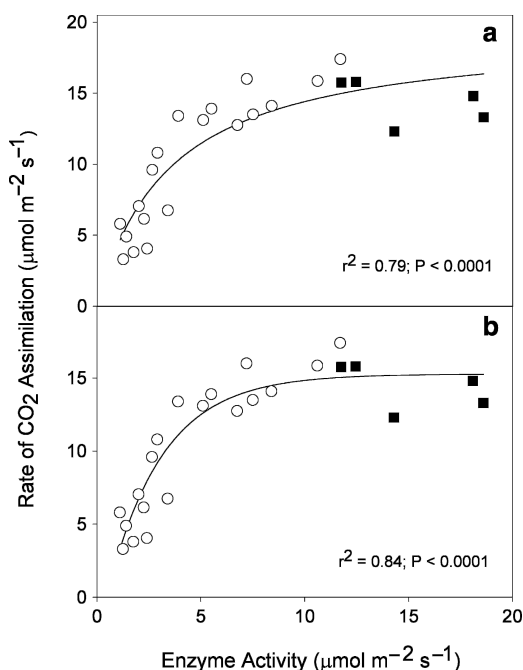 a
20
15
10
5
0
r² = 0.79; P < 0.0001
b
15
10
5
0
r² = 0.84; P < 0.0001
0 5 10 15 20
Enzyme Activity (μmol m⁻² s⁻¹)
Rate of CO₂ Assimilation (μmol m⁻² s⁻¹)